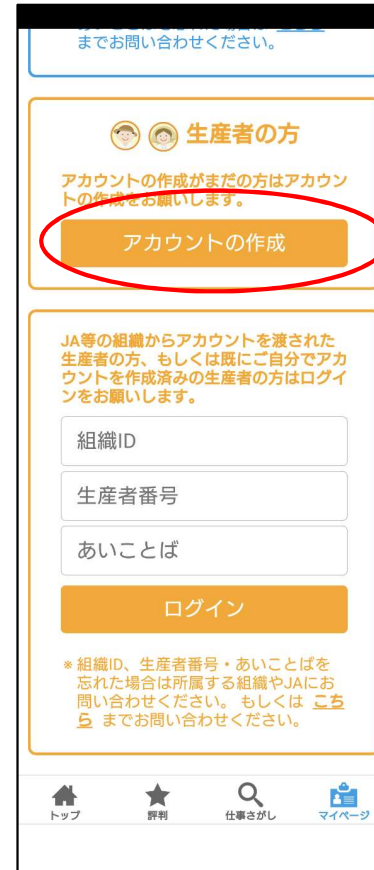 までお問い合わせください。
生産者の方
アカウントの作成がまだの方はアカウン
トの作成をお願いします。
アカウントの作成
JA等の組織からアカウントを渡された
生産者の方、もしくは既にご自分でアカ
ウントを作成済みの生産者の方はログイ
ンをお願いします。
組織ID
生産者番号
あいことば
ログイン
※組織ID、生産者番号・あいことばを
忘れた場合は所属する組織やJAにお
問い合わせください。 もしくは こち
ら までお問い合わせください。
トップ 評判 仕事さがし マイページ